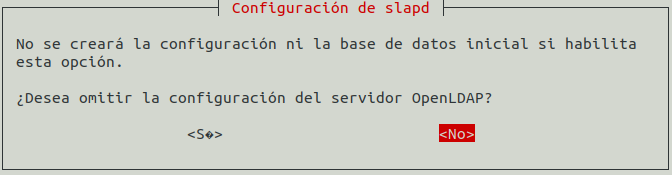 Configuración de slapd
No se creará la configuración ni la base de datos inicial si habilita
esta opción.
¿Desea omitir la configuración del servidor OpenLDAP?
<S�> <No>